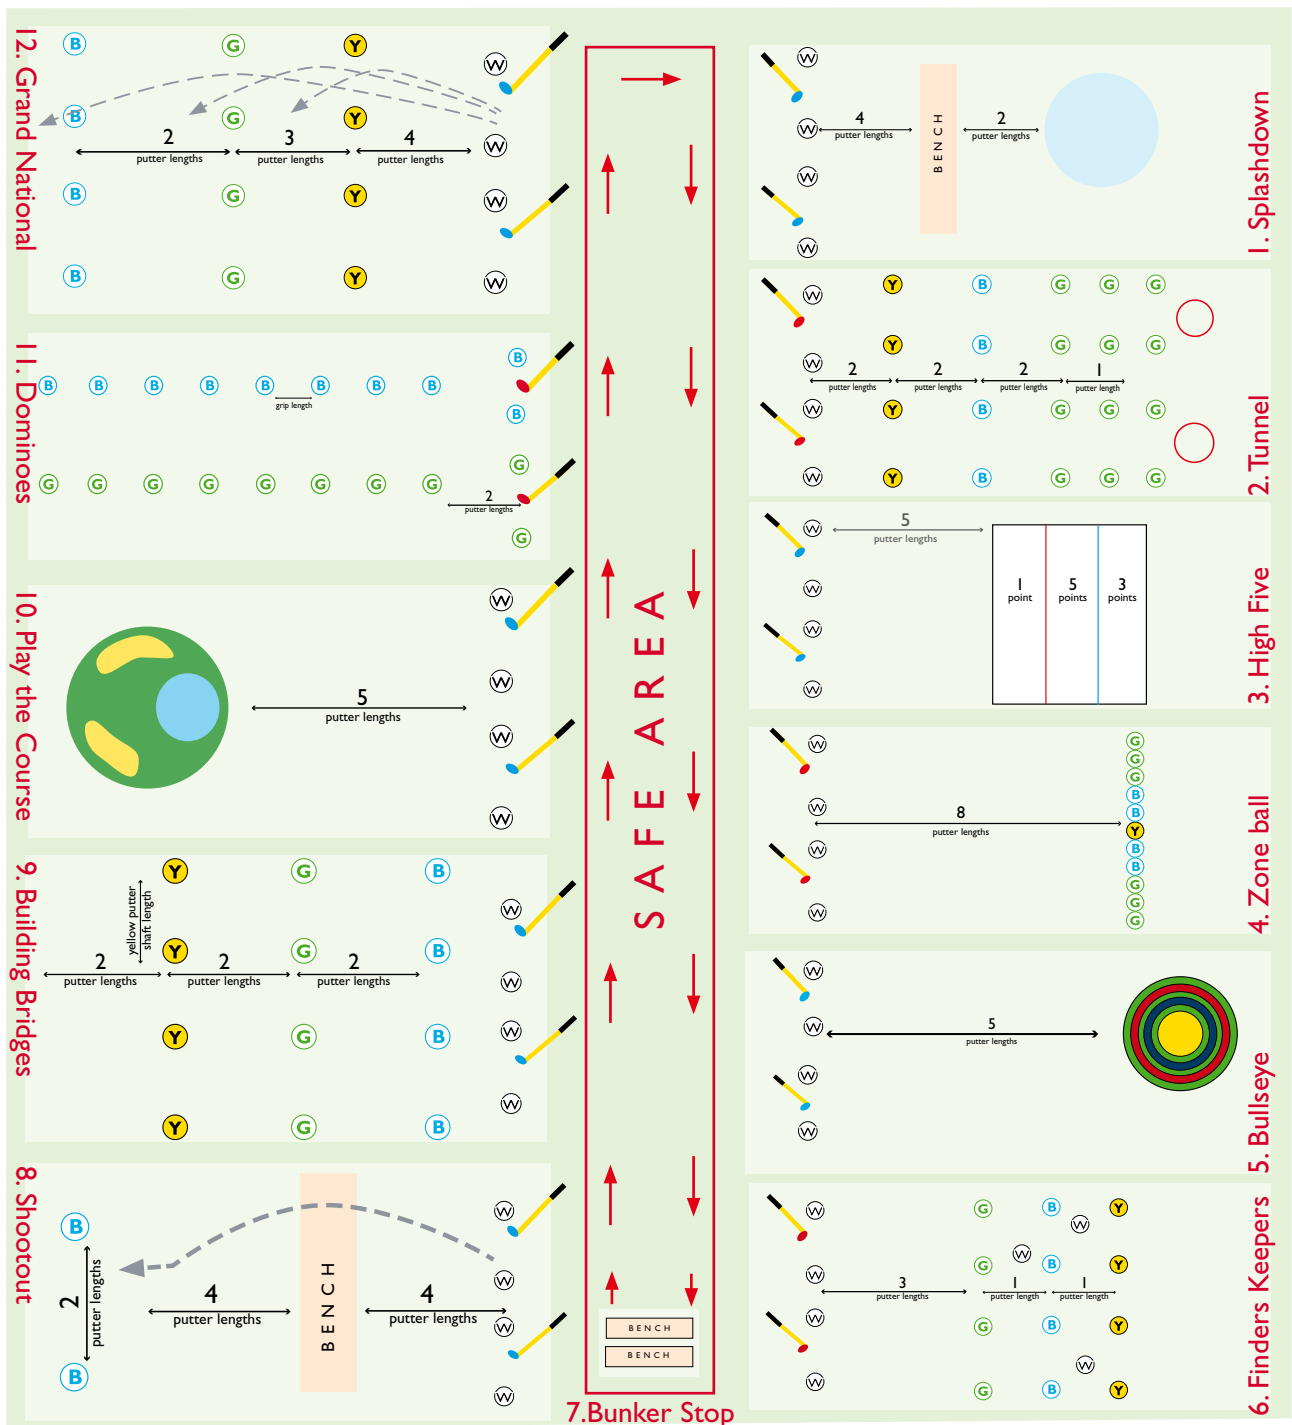 12. Grand National
B G Y W
B G Y
2 putter lengths
3 putter lengths
4 putter lengths
W
B G Y W
B G Y W
11. Dominoes
B
B B B B B B B B
grip length
B
G
G G G G G G G G
2
putter lengths
G
10. Play the Course
W
W
5
putter lengths
W
W
9. Building Bridges
Y G B
yellow putter
shaft length
W
Y G B
2 putter lengths
2 putter lengths
2 putter lengths
W
W
Y G B
W
Y G B
8. Shootout
W
B
2
putter lengths
W
4
putter lengths
BENCH
4
putter lengths
W
B
W
SAFE AREA
BENCH
BENCH
7.Bunker Stop
1. Splashdown
W
4
putter lengths
BENCH
2
putter lengths
W
W
W
2. Tunnel
W Y B G G G
Y B G G G
W
2 putter lengths
2 putter lengths
2 putter lengths
1 putter length
W Y B G G G
W Y B G G G
3. High Five
W
5
putter lengths
1 point
5 points
3 points
W
W
W
4. Zone ball
W
W
8
putter lengths
W
W
G
G
G
B
B
Y
B
B
G
G
G
5. Bullseye
W
W
5
putter lengths
W
W
6. Finders Keepers
W G B Y
W
W
G B Y
W
3 putter lengths
1 putter lengths
1 putter lengths
W G B Y
W
W G B Y